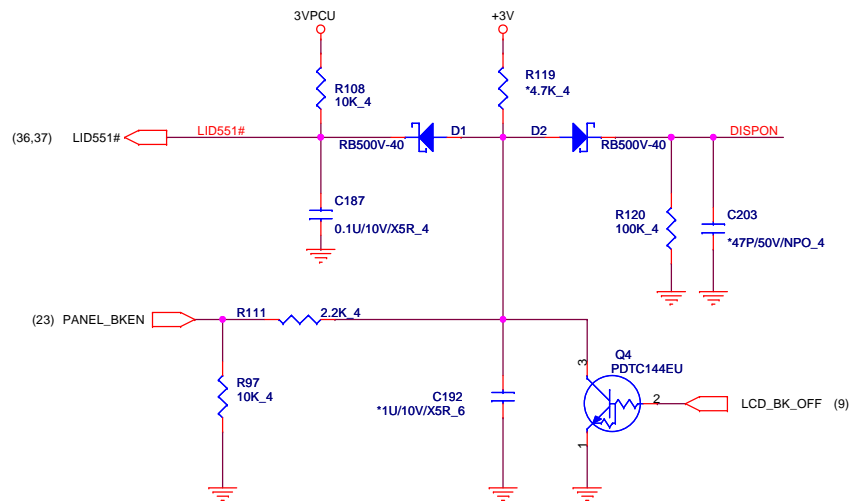 3VPCU
+3V
R108
10K_4
R119
*4.7K_4
(36,37)
LID551#
LID551#
D1
D2
DISPON
RB500V-40
RB500V-40
C187
0.1U/10V/X5R_4
R120
100K_4
C203
*47P/50V/NPO_4
(23)
PANEL_BKEN
R111
2.2K_4
3
Q4
PDTC144EU
R97
10K_4
C192
*1U/10V/X5R_6
2
LCD_BK_OFF
(9)
1